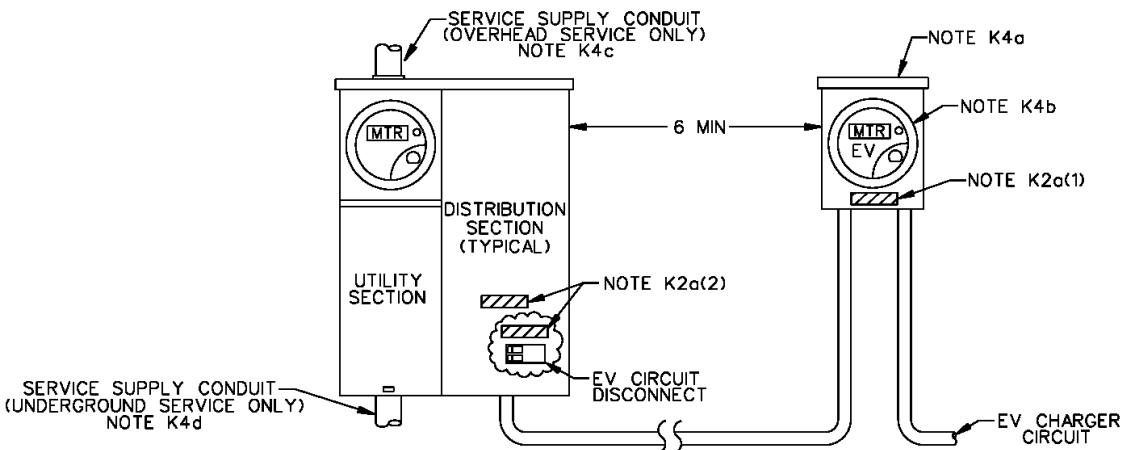 SERVICE SUPPLY CONDUIT
(OVERHEAD SERVICE ONLY)
NOTE K4c
NOTE K4a
6 MIN
NOTE K4b
MTR
MTR
EV
NOTE K2a(1)
DISTRIBUTION
SECTION
(TYPICAL)
UTILITY
SECTION
NOTE K2a(2)
EV CIRCUIT
DISCONNECT
SERVICE SUPPLY CONDUIT
(UNDERGROUND SERVICE ONLY)
NOTE K4d
EV CHARGER
CIRCUIT